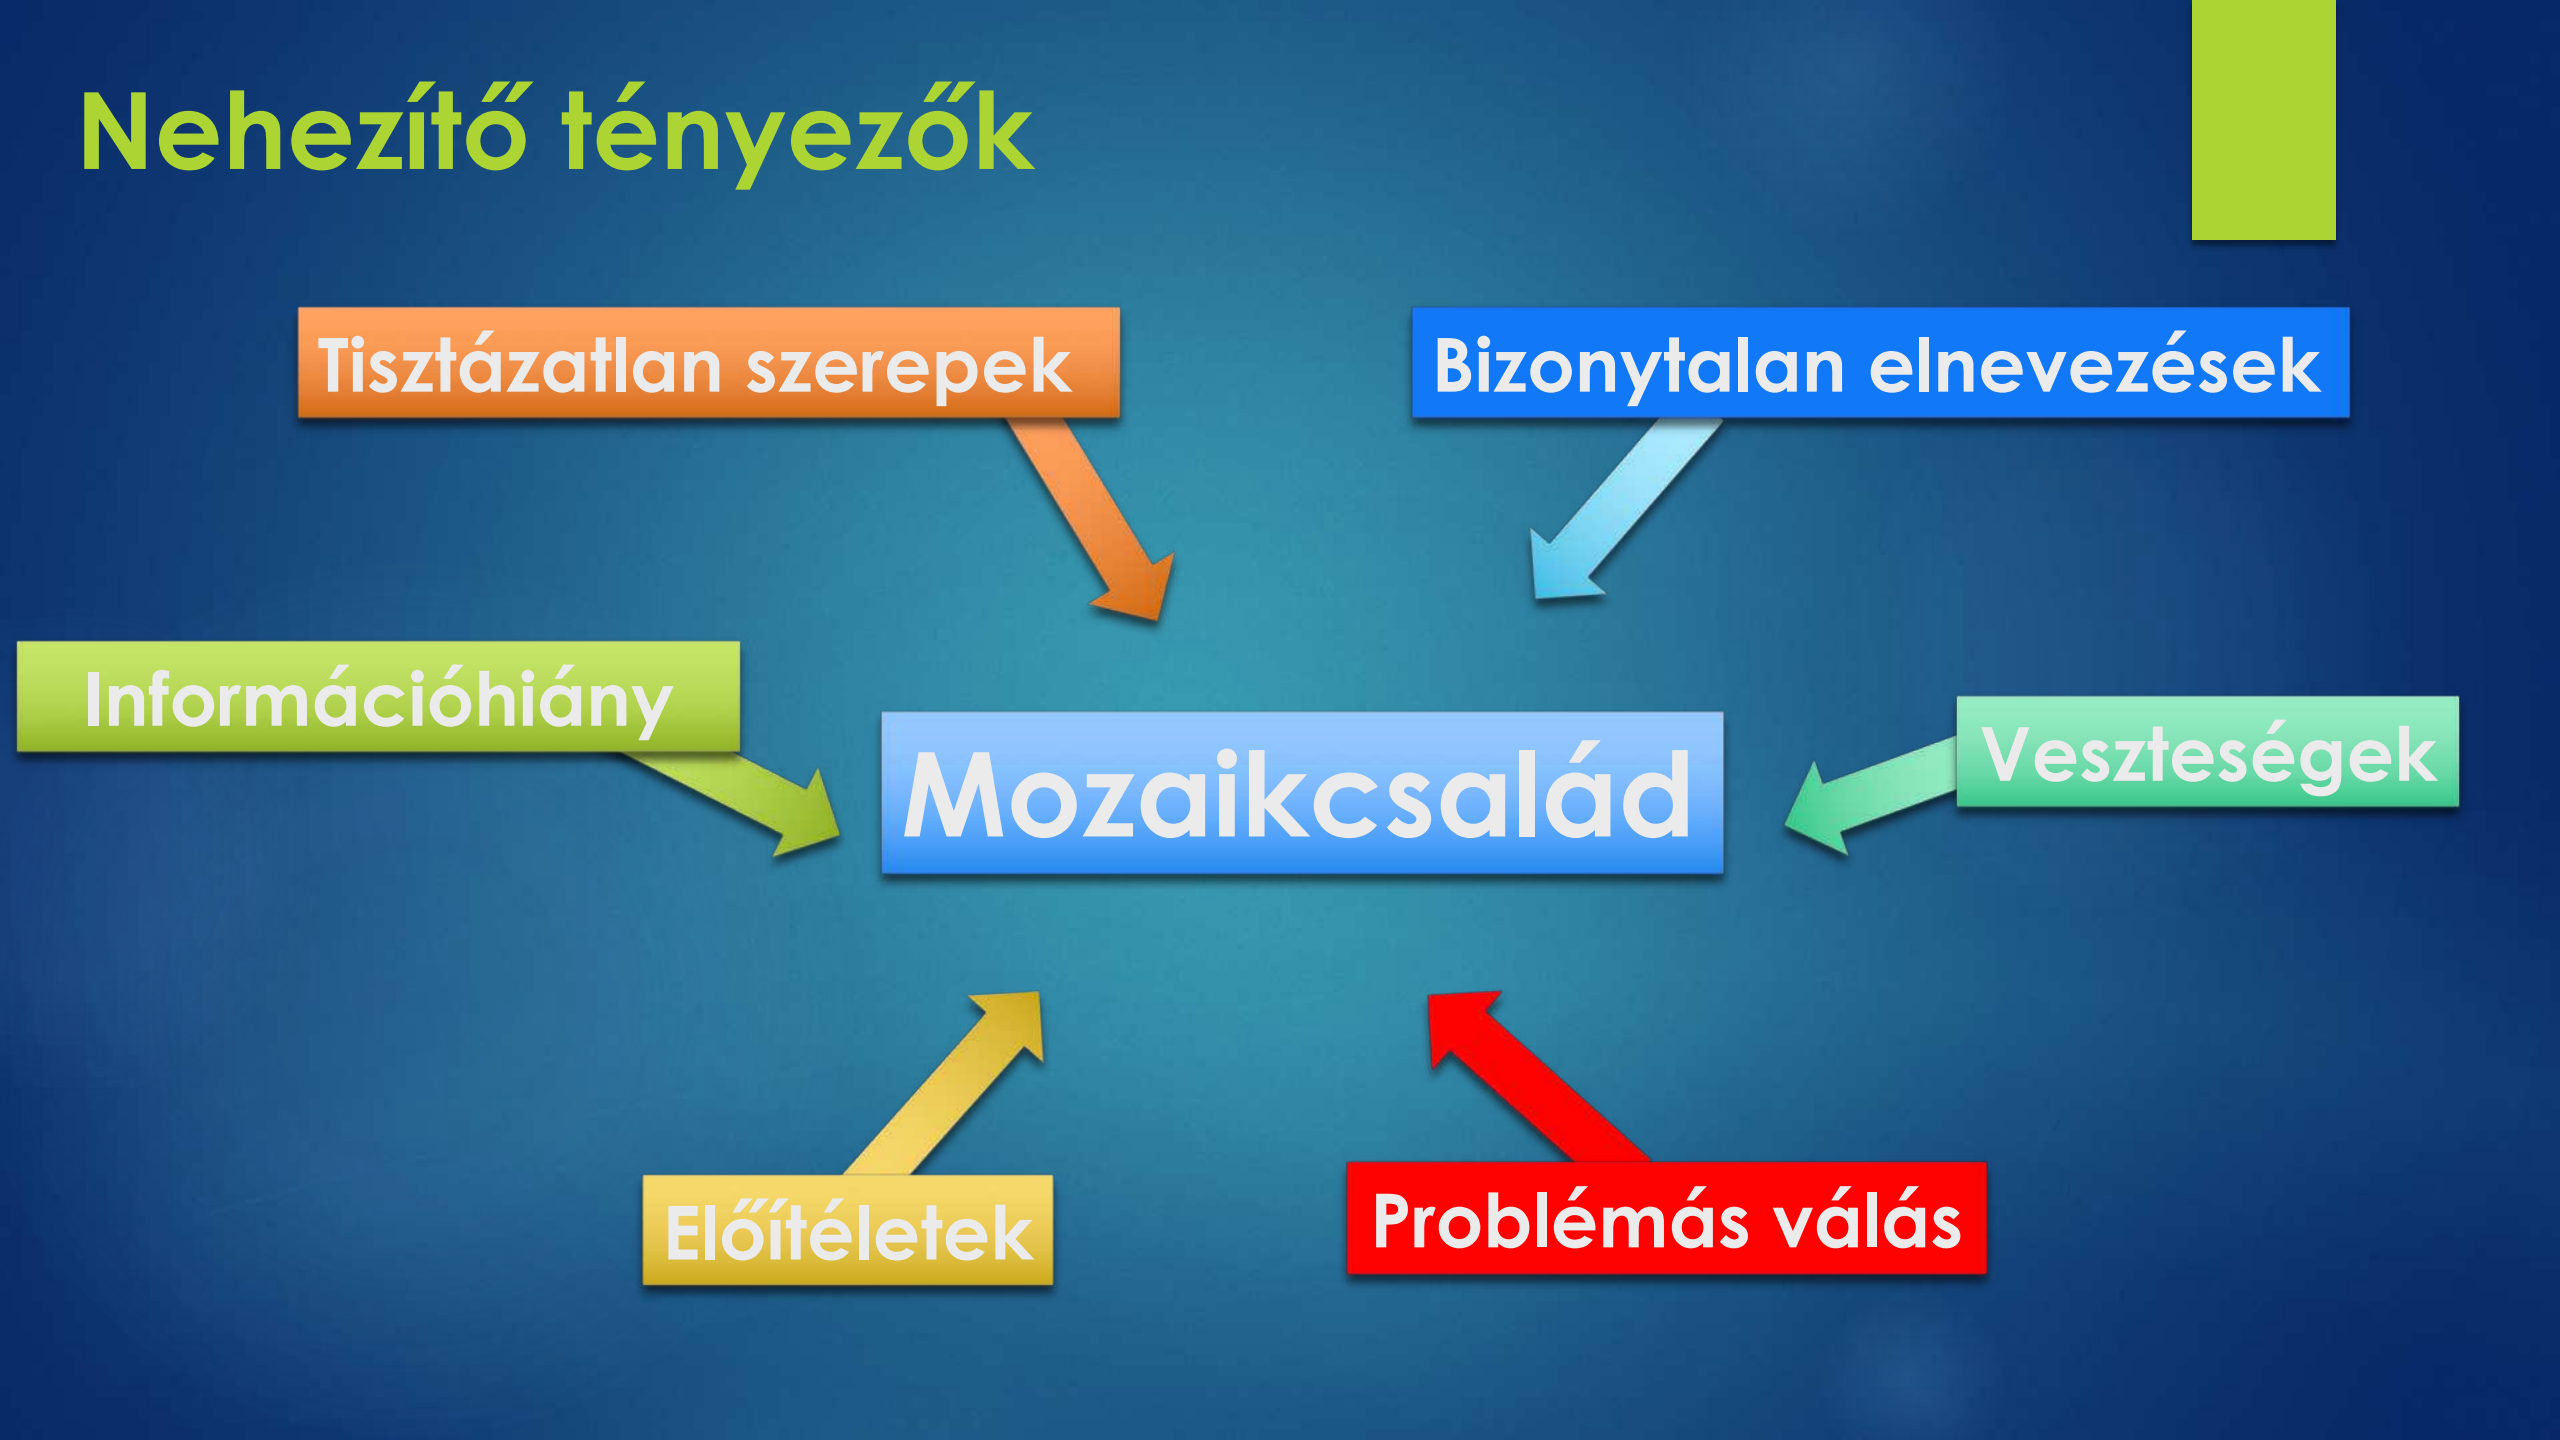 Nehezítő tényezők
Tisztázatlan szerepek
Bizonytalan elnevezések
Információhiány
Mozaikcsalád
Veszteségek
Előítéletek
Problémás válás